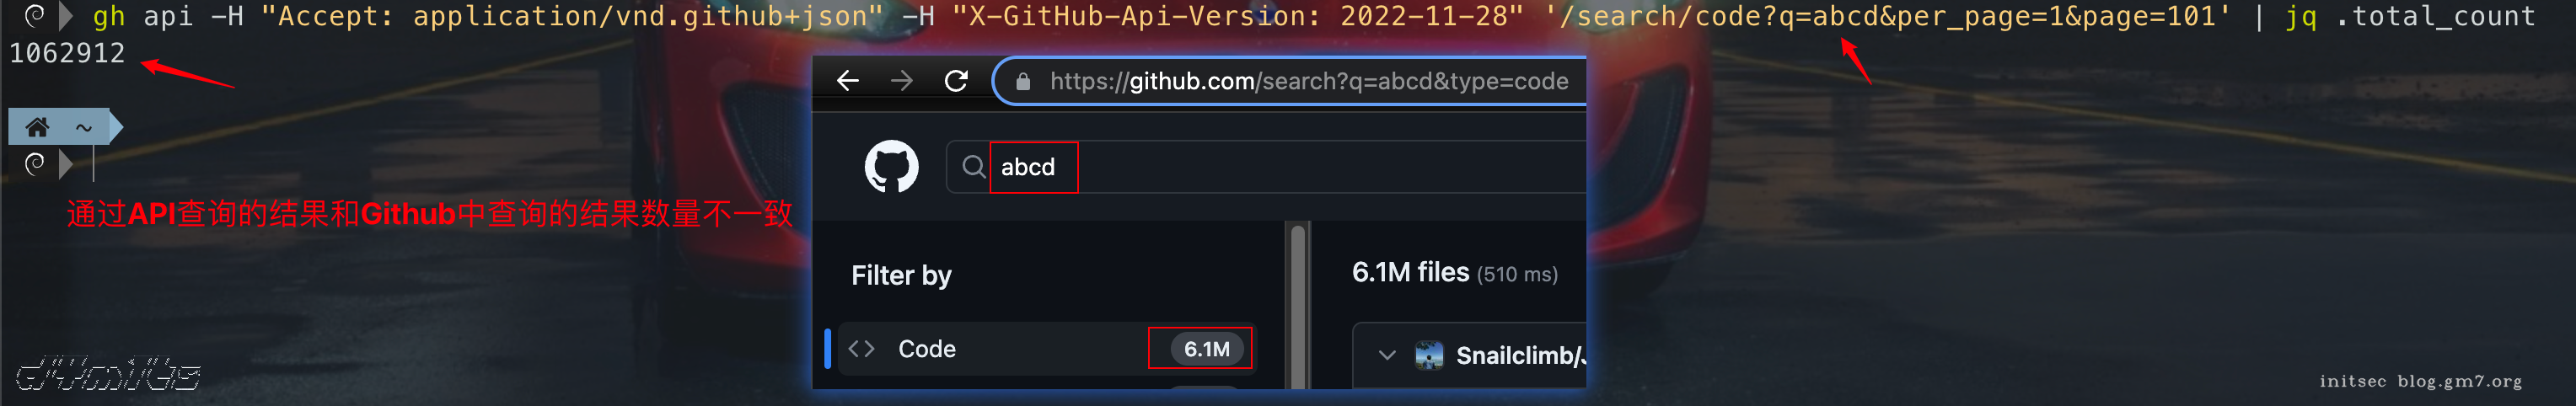 gh api -H "Accept: application/vnd.github+json" -H "X-GitHub-Api-Version: 2022-11-28" '/search/code?q=abcd&per_page=1&page=101' | jq .total_count
1062912
~
通过API查询的结果和Github中查询的结果数量不一致
https://github.com/search?q=abcd&type=code
abcd
Filter by
Code 6.1M
6.1M files (510 ms)
Snailclimb/J
initsec blog.gm7.org